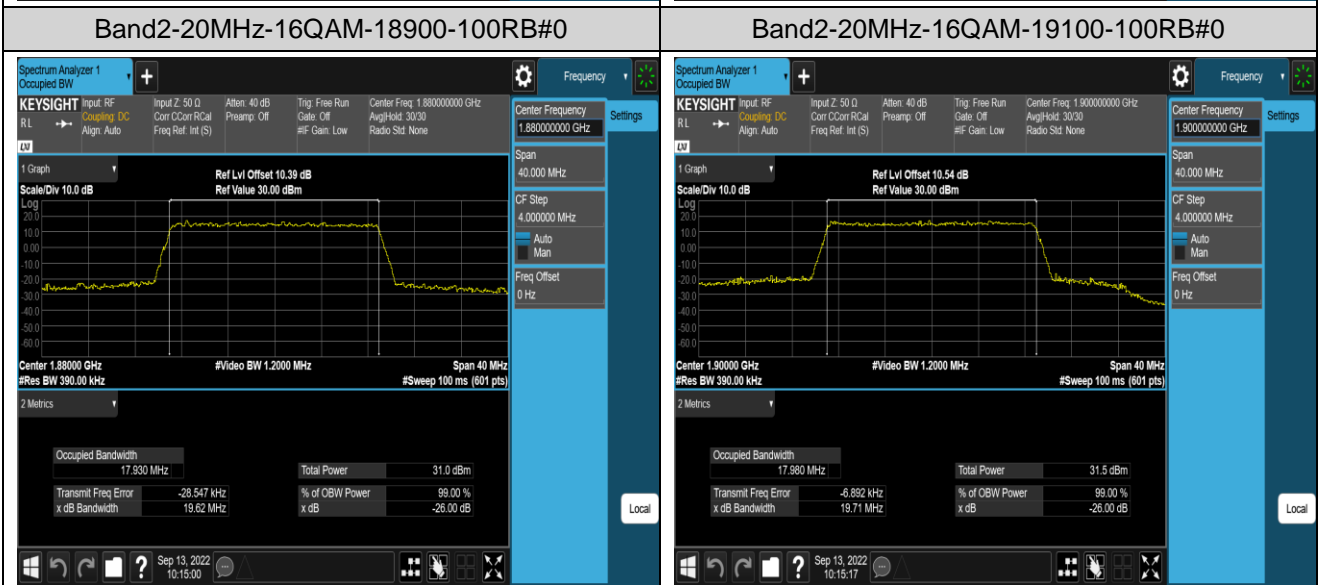 Band2-20MHz-16QAM-18900-100RB#0
Spectrum Analyzer 1
Occupied BW
+
Frequency
KEYSIGHT
RL
LXI
Input: RF
Coupling: DC
Align: Auto
Input Z: 50 Ω
Corr CCorr RCal
Freq Ref: Int (S)
Atten: 40 dB
Preamp: Off
Trig: Free Run
Gate: Off
#IF Gain: Low
Center Freq: 1.880000000 GHz
Avg|Hold: 30/30
Radio Std: None
Center Frequency
1.880000000 GHz
Settings
Span
40.000 MHz
CF Step
4.000000 MHz
Auto
Man
Freq Offset
0 Hz
Local
1 Graph
Scale/Div 10.0 dB
Ref Lvl Offset 10.39 dB
Ref Value 30.00 dBm
Log
20.0
10.0
0.00
-10.0
-20.0
-30.0
-40.0
-50.0
-60.0
Center 1.88000 GHz
#Video BW 1.2000 MHz
Span 40 MHz
#Res BW 390.00 kHz
#Sweep 100 ms (601 pts)
2 Metrics
Occupied Bandwidth
17.930 MHz
Total Power 31.0 dBm
Transmit Freq Error -28.547 kHz % of OBW Power 99.00 %
x dB Bandwidth 19.62 MHz x dB -26.00 dB
?
Sep 13, 2022
10:15:00
Band2-20MHz-16QAM-19100-100RB#0
Spectrum Analyzer 1
Occupied BW
+
Frequency
KEYSIGHT
RL
LXI
Input: RF
Coupling: DC
Align: Auto
Input Z: 50 Ω
Corr CCorr RCal
Freq Ref: Int (S)
Atten: 40 dB
Preamp: Off
Trig: Free Run
Gate: Off
#IF Gain: Low
Center Freq: 1.900000000 GHz
Avg|Hold: 30/30
Radio Std: None
Center Frequency
1.900000000 GHz
Settings
Span
40.000 MHz
CF Step
4.000000 MHz
Auto
Man
Freq Offset
0 Hz
Local
1 Graph
Scale/Div 10.0 dB
Ref Lvl Offset 10.54 dB
Ref Value 30.00 dBm
Log
20.0
10.0
0.00
-10.0
-20.0
-30.0
-40.0
-50.0
-60.0
Center 1.90000 GHz
#Video BW 1.2000 MHz
Span 40 MHz
#Res BW 390.00 kHz
#Sweep 100 ms (601 pts)
2 Metrics
Occupied Bandwidth
17.980 MHz
Total Power 31.5 dBm
Transmit Freq Error -6.892 kHz % of OBW Power 99.00 %
x dB Bandwidth 19.71 MHz x dB -26.00 dB
?
Sep 13, 2022
10:15:17